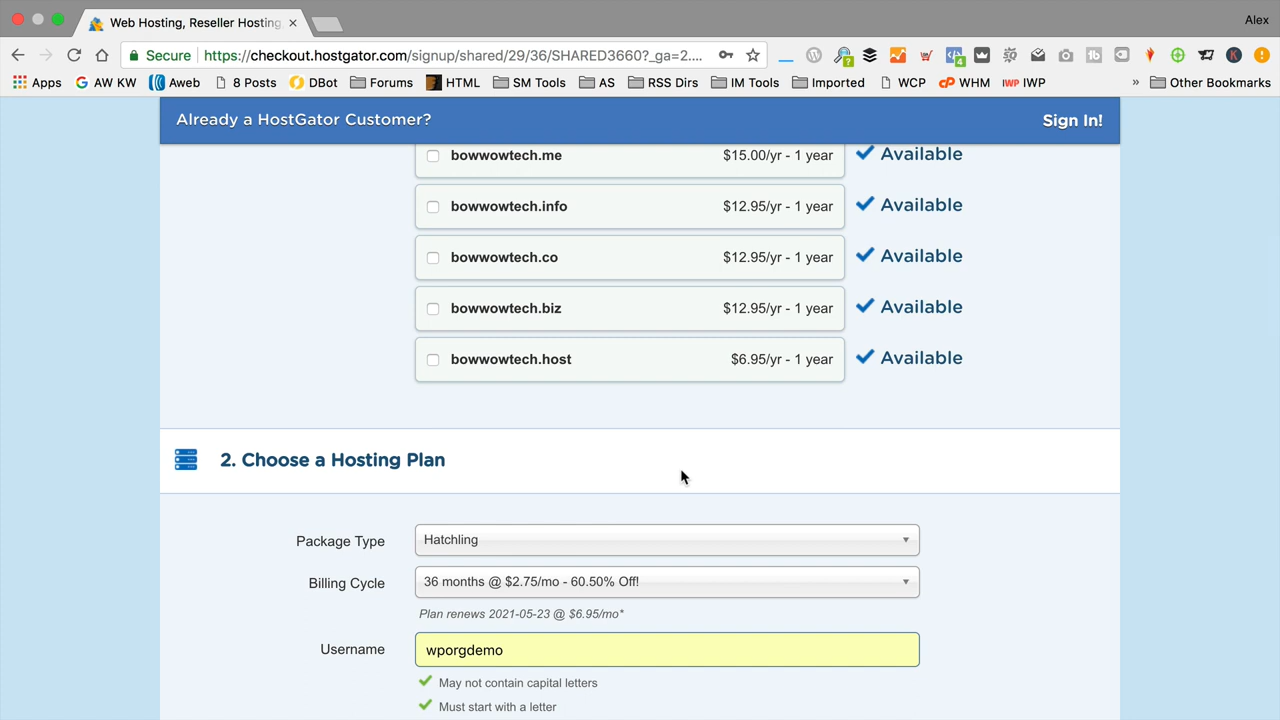 Alex
Web Hosting, Reseller Hosting,
Secure https://checkout.hostgator.com/signup/shared/29/36/SHARED3660?_ga=2....
Apps AW KW Aweb 8 Posts DBot Forums HTML SM Tools AS RSS Dirs IM Tools Imported WCP WHM IWP » Other Bookmarks
Already a HostGator Customer? Sign In!
bowwowtech.me $15.00/yr - 1 year Available
bowwowtech.info $12.95/yr - 1 year Available
bowwowtech.co $12.95/yr - 1 year Available
bowwowtech.biz $12.95/yr - 1 year Available
bowwowtech.host $6.95/yr - 1 year Available
2. Choose a Hosting Plan
Package Type Hatchling
Billing Cycle 36 months @ $2.75/mo - 60.50% Off!
Plan renews 2021-05-23 @ $6.95/mo*
Username wporgdemo
May not contain capital letters
Must start with a letter